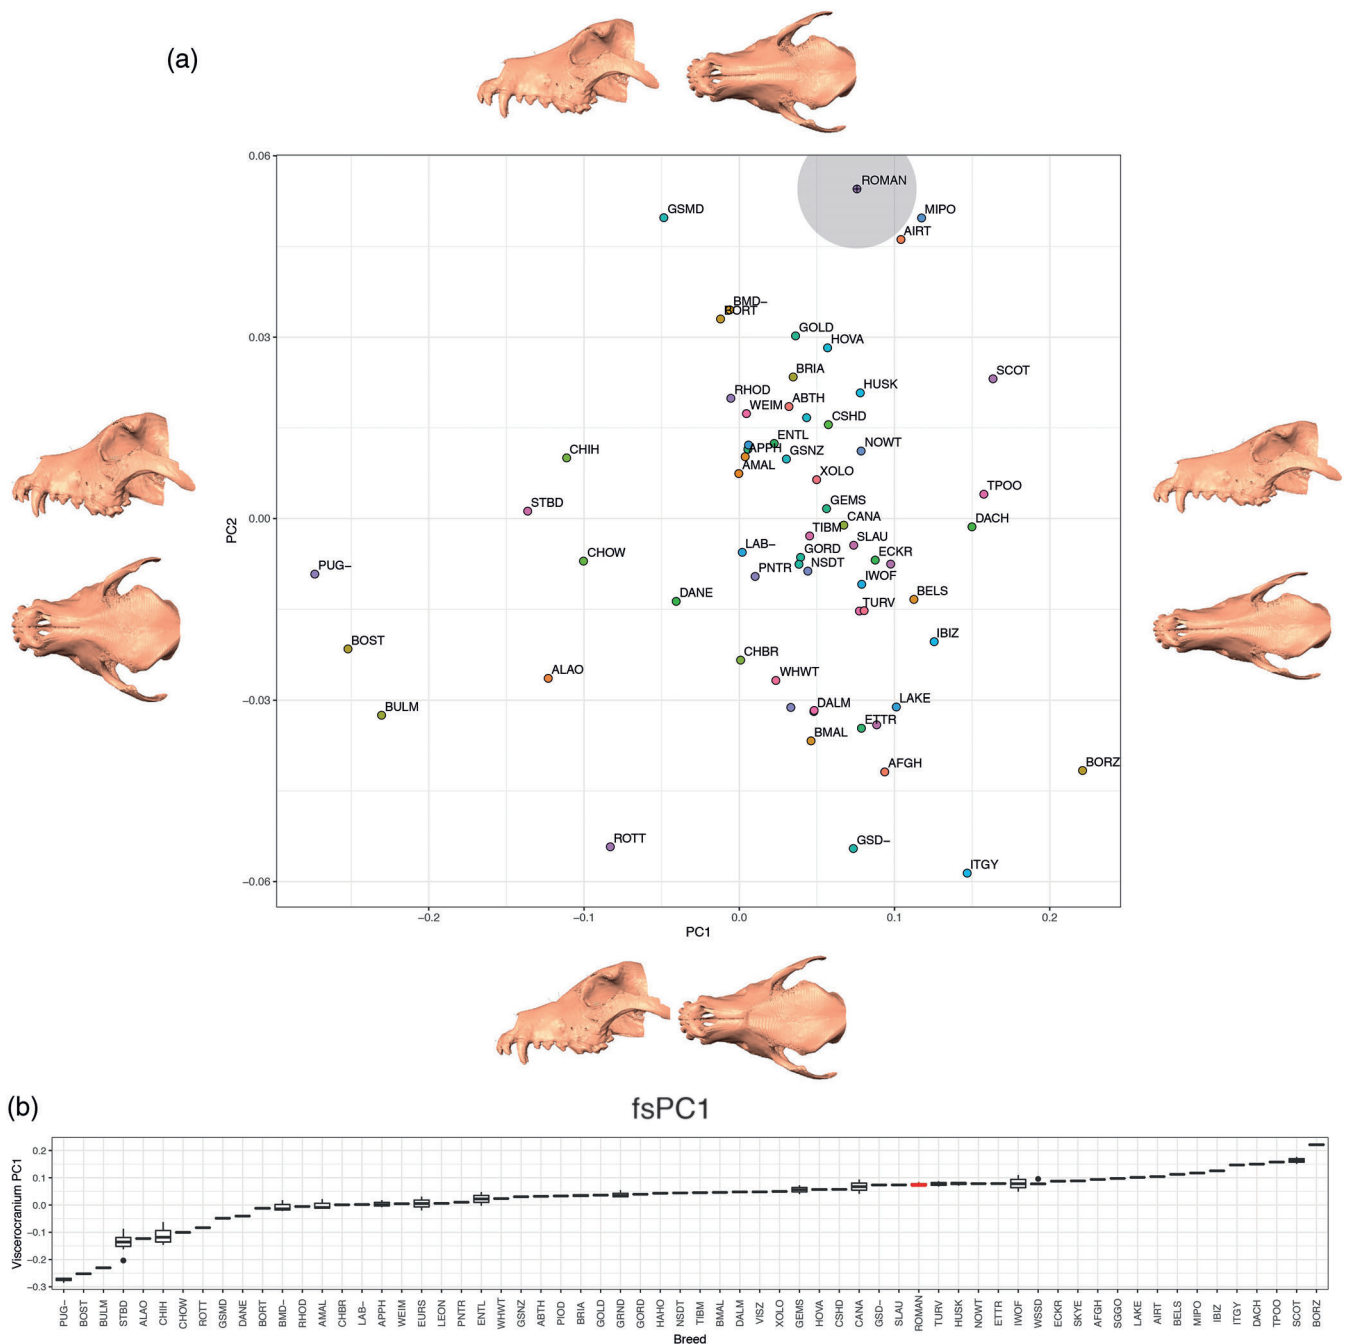 (a)
0.06
ROMAN
GSMD
MIPO
AIRT
BMD–
BORT
0.03
GOLD
HOVA
BRIA
SCOT
RHOD
HUSK
WEIM
ABTH
CSHD
ENTL
CHIH
APPH
GSNZ
NOWT
AMAL
XOLO
TPOO
STBD
GEMS
PC2
0.00
CANA
DACH
TIBM
SLAU
LAB–
GORD
ECKR
CHOW
PUG–
PNTR
NSDT
IWOF
DANE
TURV
BELS
BOST
IBIZ
CHBR
ALAO
WHWT
−0.03
BULM
DALM
LAKE
ETTR
BMAL
AFGH
BORZ
ROTT
GSD–
ITGY
−0.06
−0.2 −0.1 0.0 0.1 0.2
PC1
(b)
fsPC1
Viscerocranium PC1
0.2
0.1
0.0
−0.1
−0.2
−0.3
PUG– BOST BULM STBD ALAO CHIH CHOW ROTT GSMD DANE BORT BMD– RHOD AMAL CHBR LAB– APPH WEIM EURS LEON PNTR ENTL WHWT GSNZ ABTH PIOD BRIA GOLD GRND GORD HAHO NSDT TIBM BMAL DALM VISZ XOLO GEMS HOVA CSHD CANA GSD– SLAU ROMAN TURV HUSK NOWT ETTR IWOF WSSD ECKR SKYE AFGH SGGO LAKE AIRT BELS MIPO IBIZ ITGY DACH TPOO SCOT BORZ
Breed